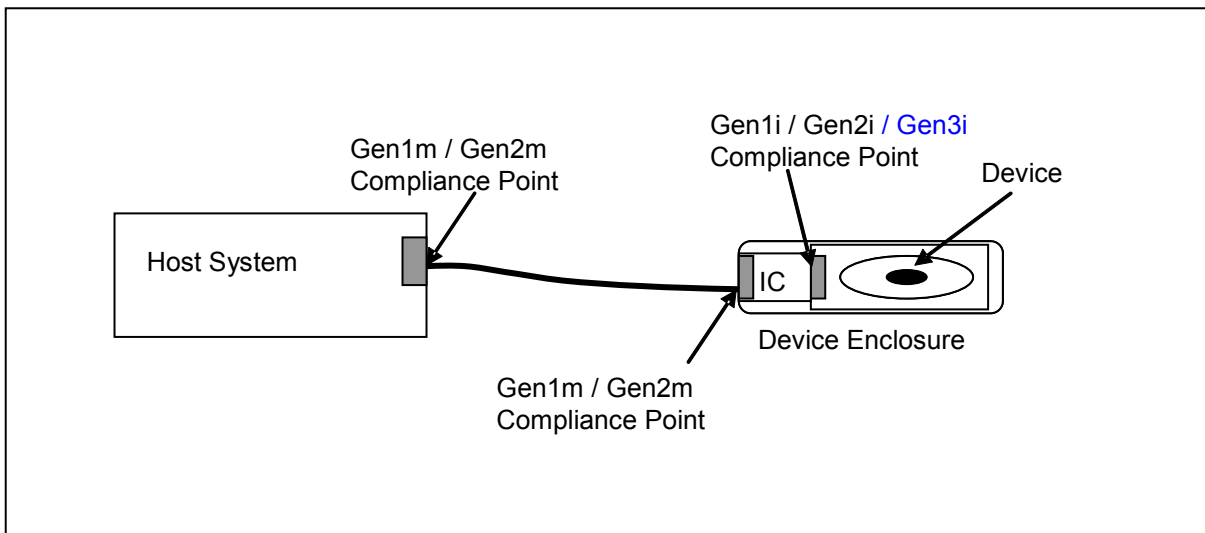 Gen1m / Gen2m
Compliance Point
Gen1i / Gen2i / Gen3i
Compliance Point
Device
Host System
IC
Device Enclosure
Gen1m / Gen2m
Compliance Point